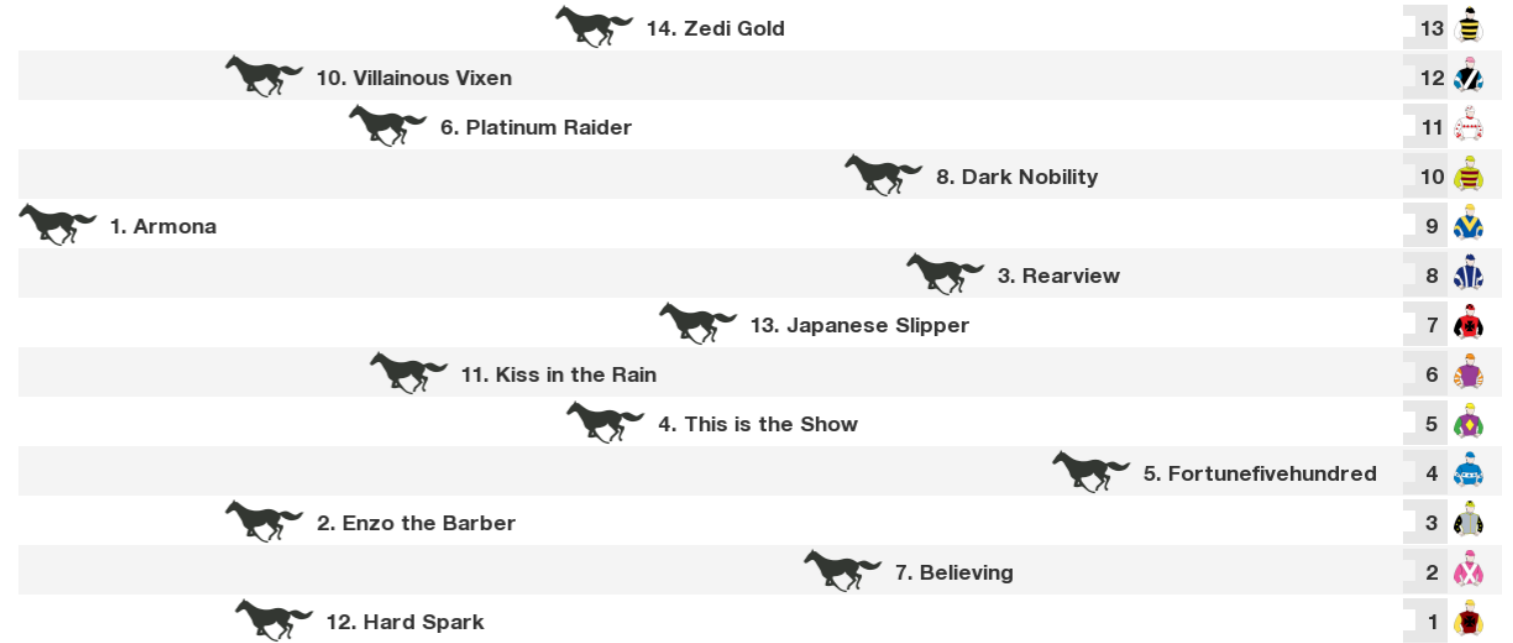 14. Zedi Gold 13
10. Villainous Vixen 12
6. Platinum Raider 11
8. Dark Nobility 10
1. Armona 9
3. Rearview 8
13. Japanese Slipper 7
11. Kiss in the Rain 6
4. This is the Show 5
5. Fortunefivehundred 4
2. Enzo the Barber 3
7. Believing 2
12. Hard Spark 1